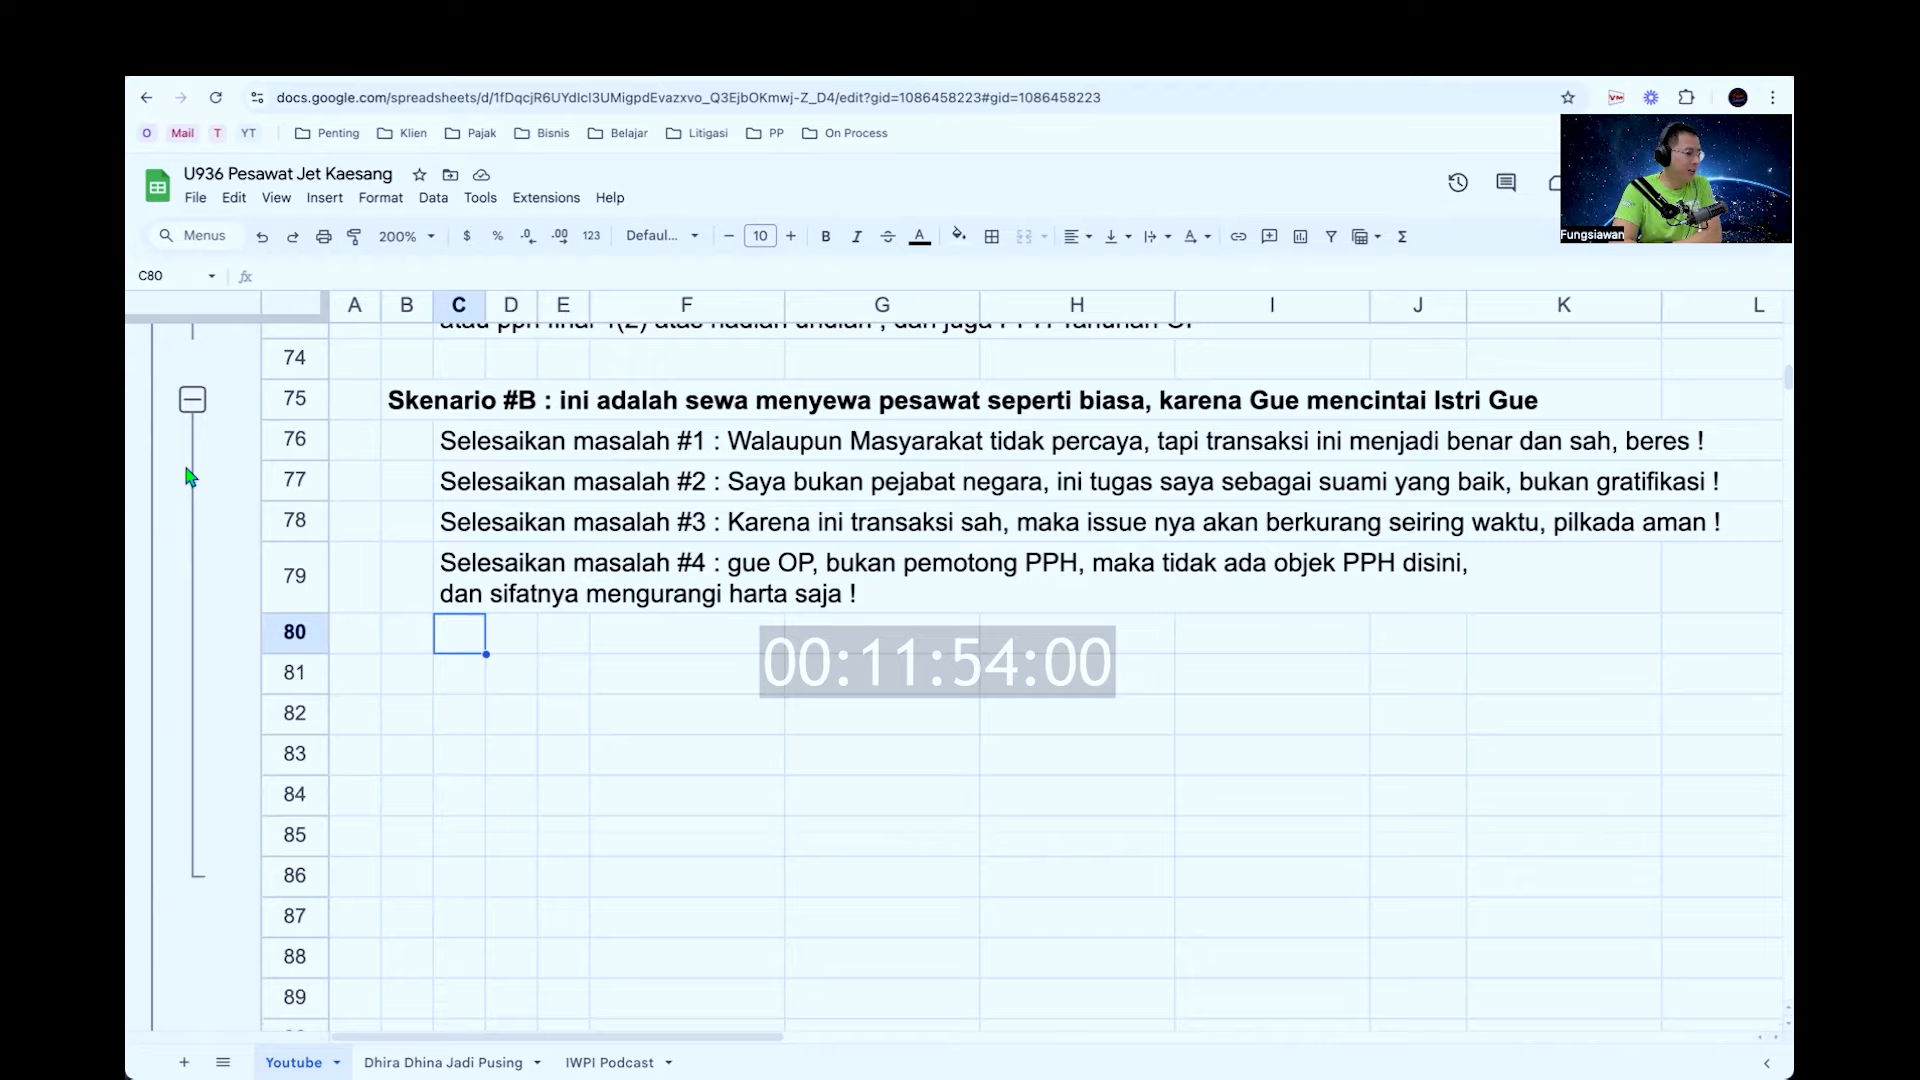 docs.google.com/spreadsheets/d/1fDqcjR6UYdIcI3UMigpdEvazxvo_Q3EjbOKmwj-Z_D4/edit?gid=1086458223#gid=1086458223
O Mail T YT Penting Klien Pajak Bisnis Belajar Litigasi PP On Process
U936 Pesawat Jet Kaesang
File Edit View Insert Format Data Tools Extensions Help
Fungsiawan
Menus 200% $ % .0 .00 123 Defaul... 10 B I A
C80 fx
A B C D E F G H I J K L
74
75 Skenario #B : ini adalah sewa menyewa pesawat seperti biasa, karena Gue mencintai Istri Gue
76 Selesaikan masalah #1 : Walaupun Masyarakat tidak percaya, tapi transaksi ini menjadi benar dan sah, beres !
77 Selesaikan masalah #2 : Saya bukan pejabat negara, ini tugas saya sebagai suami yang baik, bukan gratifikasi !
78 Selesaikan masalah #3 : Karena ini transaksi sah, maka issue nya akan berkurang seiring waktu, pilkada aman !
79 Selesaikan masalah #4 : gue OP, bukan pemotong PPH, maka tidak ada objek PPH disini,
dan sifatnya mengurangi harta saja !
80
00:11:54:00
81
82
83
84
85
86
87
88
89
Youtube Dhira Dhina Jadi Pusing IWPI Podcast